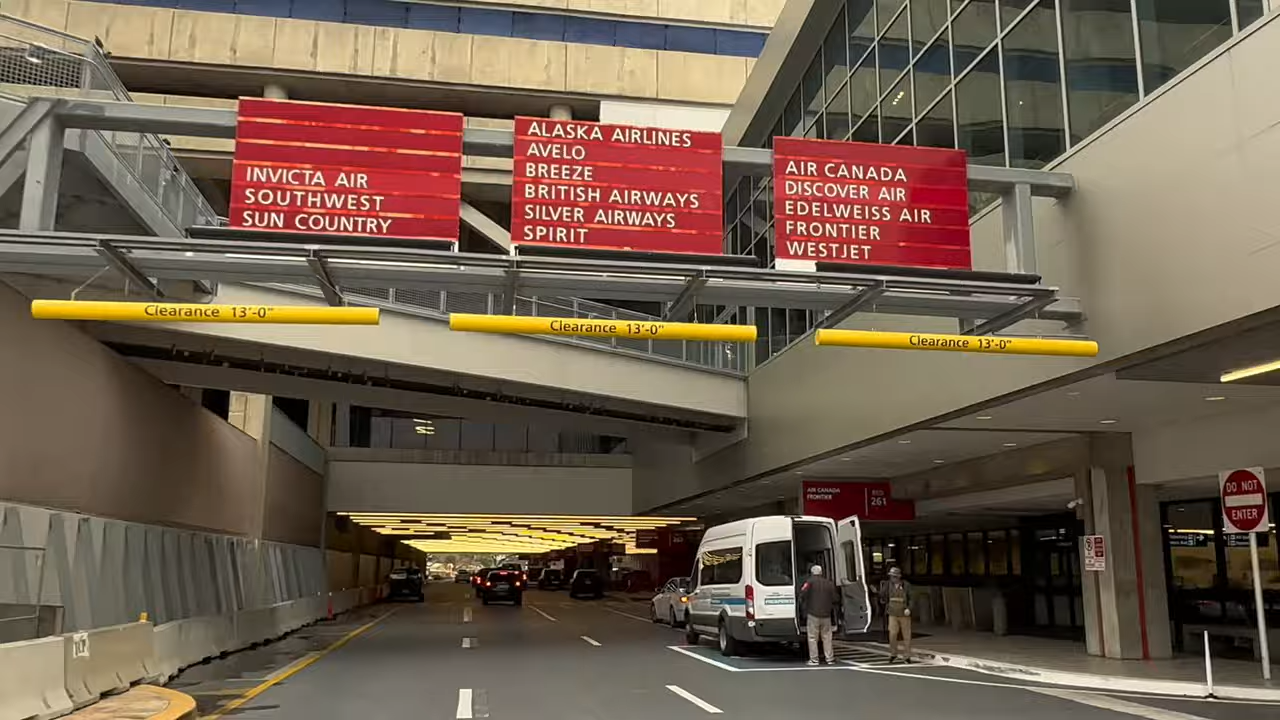 INVICTA AIR
SOUTHWEST
SUN COUNTRY
ALASKA AIRLINES
AVELO
BREEZE
BRITISH AIRWAYS
SILVER AIRWAYS
SPIRIT
AIR CANADA
DISCOVER AIR
EDELWEISS AIR
FRONTIER
WESTJET
Clearance 13'-0"
Clearance 13'-0"
Clearance 13'-0"
AIR CANADA
FRONTIER
RED
261
DO NOT
ENTER